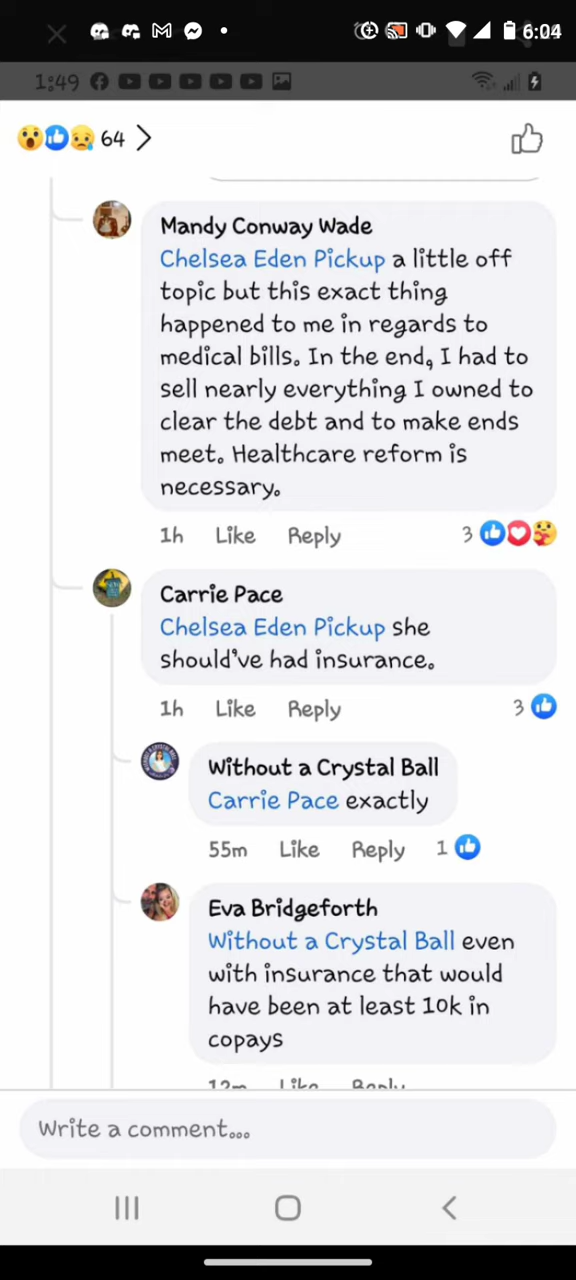 6:04
1:49
64
Mandy Conway Wade
Chelsea Eden Pickup a little off
topic but this exact thing
happened to me in regards to
medical bills. In the end, I had to
sell nearly everything I owned to
clear the debt and to make ends
meet. Healthcare reform is
necessary.
1h Like Reply 3
Carrie Pace
Chelsea Eden Pickup she
should've had insurance.
1h Like Reply 3
Without a Crystal Ball
Carrie Pace exactly
55m Like Reply 1
Eva Bridgeforth
Without a Crystal Ball even
with insurance that would
have been at least 10k in
copays
12m Like Reply
Write a comment...